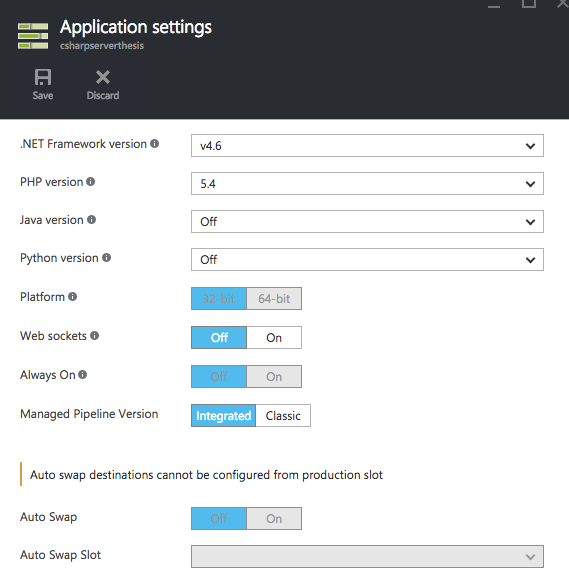 Application settings
csharpserverthesis
Save Discard
.NET Framework version v4.6
PHP version 5.4
Java version Off
Python version Off
Platform 32-bit 64-bit
Web sockets Off On
Always On Off On
Managed Pipeline Version Integrated Classic
Auto swap destinations cannot be configured from production slot
Auto Swap Off On
Auto Swap Slot